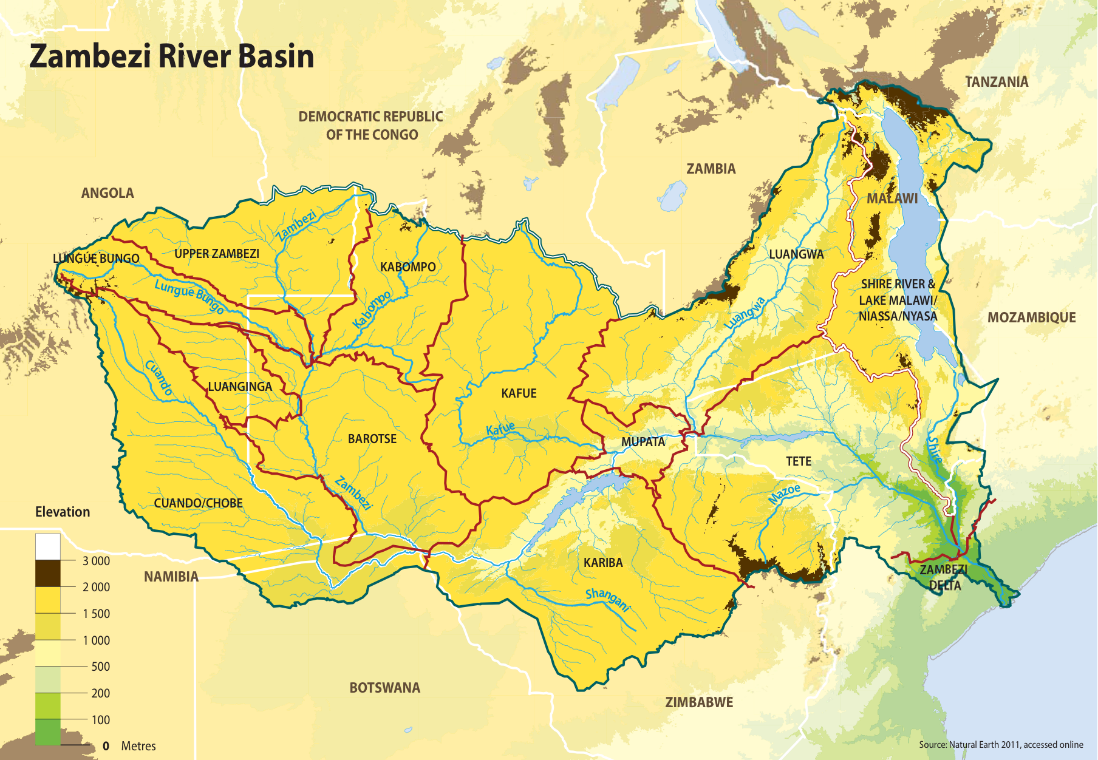 Zambezi River Basin
TANZANIA
DEMOCRATIC REPUBLIC
OF THE CONGO
ZAMBIA
ANGOLA
MALAWI
Zambezi
UPPER ZAMBEZI
LUNGUE BUNGO
KABOMPO
LUANGWA
Lungue Bungo
Kabompo
Luangwa
SHIRE RIVER &
LAKE MALAWI/
NIASSA/NYASA
MOZAMBIQUE
Cuando
LUANGINGA
KAFUE
Kafue
BAROTSE
MUPATA
Shire
TETE
Zambezi
Mazoe
CUANDO/CHOBE
Elevation
3 000
2 000
1 500
1 000
500
200
100
0 Metres
NAMIBIA
KARIBA
ZAMBEZI
DELTA
Shangani
BOTSWANA
ZIMBABWE
Source: Natural Earth 2011, accessed online